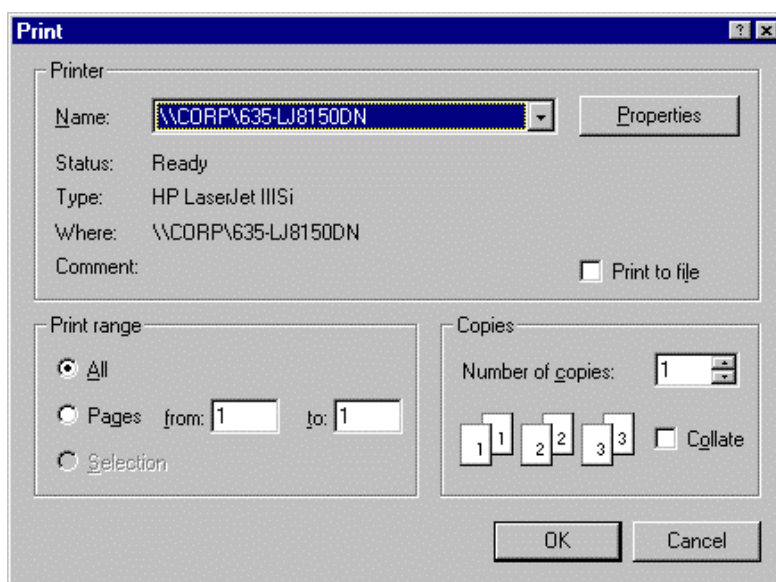 Print
Printer
Name: \\CORP\635-LJ8150DN Properties
Status: Ready
Type: HP LaserJet IIISi
Where: \\CORP\635-LJ8150DN
Comment: Print to file
Print range
All
Pages from: 1 to: 1
Selection
Copies
Number of copies: 1
1 1 2 2 3 3 Collate
OK Cancel